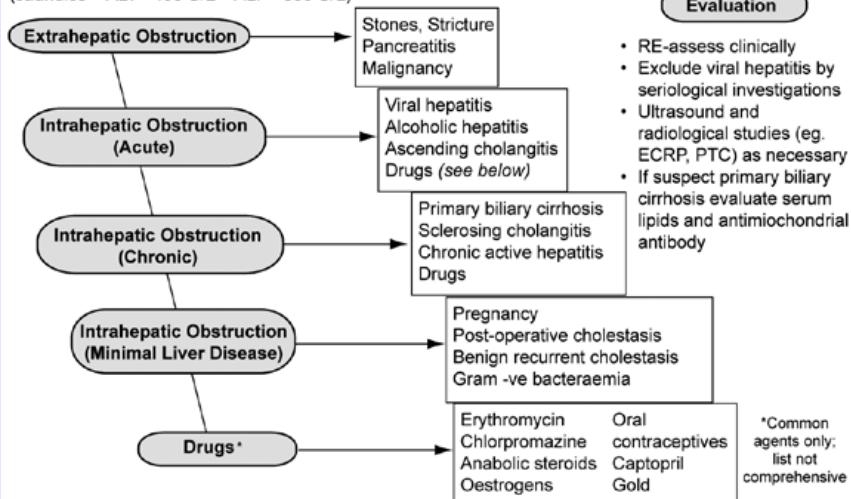 Evaluation
Extrahepatic Obstruction
Stones, Stricture
Pancreatitis
Malignancy
• RE-assess clinically
• Exclude viral hepatitis by
seriological investigations
• Ultrasound and
radiological studies (eg.
ECRP, PTC) as necessary
• If suspect primary biliary
cirrhosis evaluate serum
lipids and antimiochondrial
antibody
Intrahepatic Obstruction
(Acute)
Viral hepatitis
Alcoholic hepatitis
Ascending cholangitis
Drugs (see below)
Intrahepatic Obstruction
(Chronic)
Primary biliary cirrhosis
Sclerosing cholangitis
Chronic active hepatitis
Drugs
Intrahepatic Obstruction
(Minimal Liver Disease)
Pregnancy
Post-operative cholestasis
Benign recurrent cholestasis
Gram -ve bacteraemia
Drugs*
Erythromycin
Chlorpromazine
Anabolic steroids
Oestrogens
Oral
contraceptives
Captopril
Gold
*Common
agents only;
list not
comprehensive